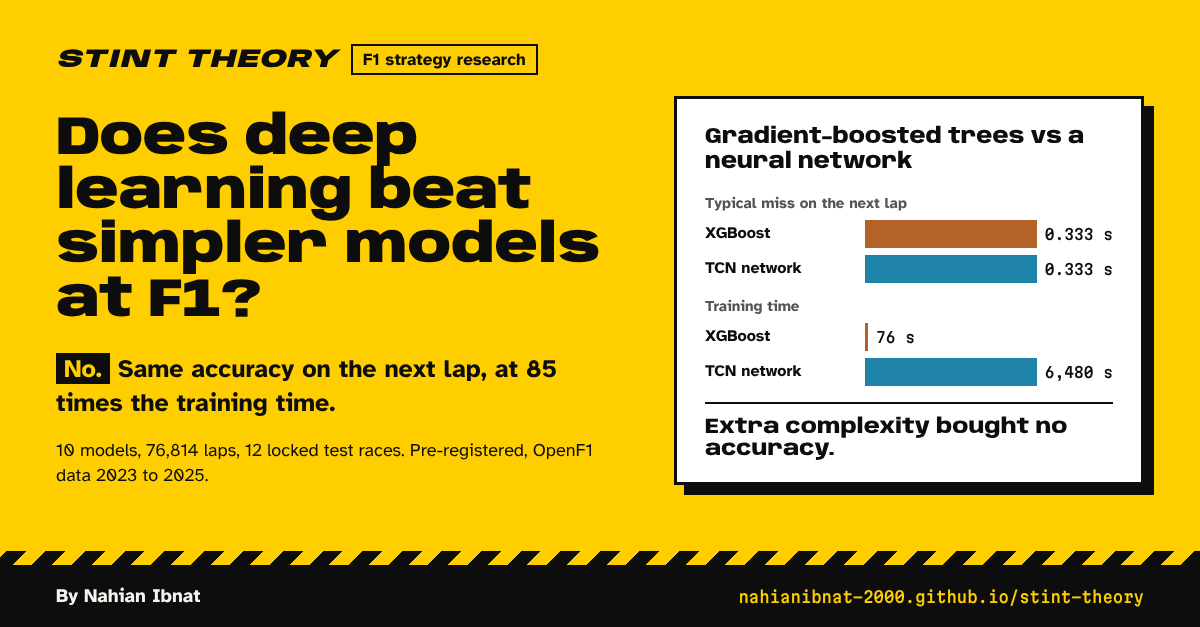 STINT THEORY
F1 strategy research
Does deep
learning beat
simpler models
at F1?
No. Same accuracy on the next lap, at 85
times the training time.
10 models, 76,814 laps, 12 locked test races. Pre-registered, OpenF1
data 2023 to 2025.
Gradient-boosted trees vs a
neural network
Typical miss on the next lap
XGBoost 0.333 s
TCN network 0.333 s
Training time
XGBoost 76 s
TCN network 6,480 s
Extra complexity bought no
accuracy.
By Nahian Ibnat
nahianibnat-2000.github.io/stint-theory